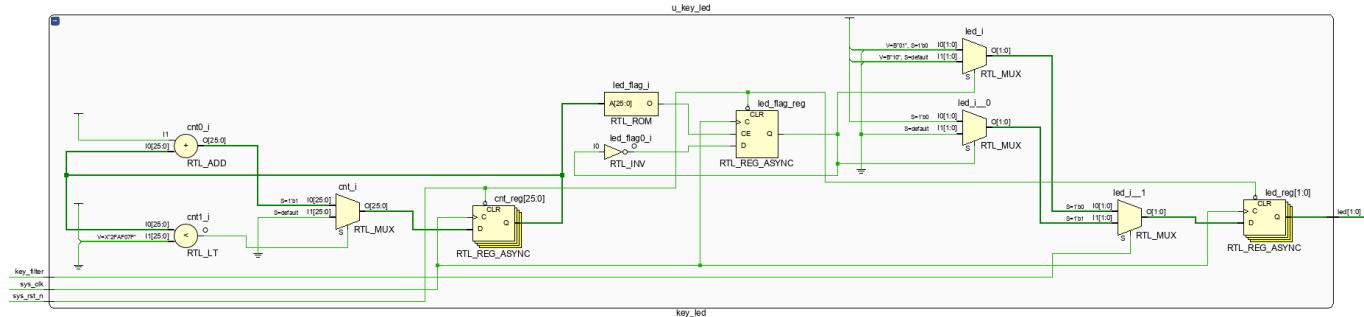 u_key_led
led_i
V=B"01", S=1'b0 I0[1:0]
V=B"10", S=default I1[1:0]
O[1:0]
S
RTL_MUX
led_flag_i
A[25:0] O
RTL_ROM
led_flag0_i
I0 O
RTL_INV
led_flag_reg
CLR
C
CE
D
Q
RTL_REG_ASYNC
led_i__0
S=1'b0 I0[1:0]
S=default I1[1:0]
O[1:0]
S
RTL_MUX
cnt0_i
I1
I0[25:0]
+
O[25:0]
RTL_ADD
cnt1_i
I0[25:0]
V=X"2FAF07F" I1[25:0]
<
O
RTL_LT
cnt_i
S=1'b1 I0[25:0]
S=default I1[25:0]
O[25:0]
S
RTL_MUX
cnt_reg[25:0]
CLR
C
D
Q
RTL_REG_ASYNC
led_i__1
S=1'b0 I0[1:0]
S=1'b1 I1[1:0]
O[1:0]
S
RTL_MUX
led_reg[1:0]
CLR
C
D
Q
RTL_REG_ASYNC
led[1:0]
key_filter
sys_clk
sys_rst_n
key_led